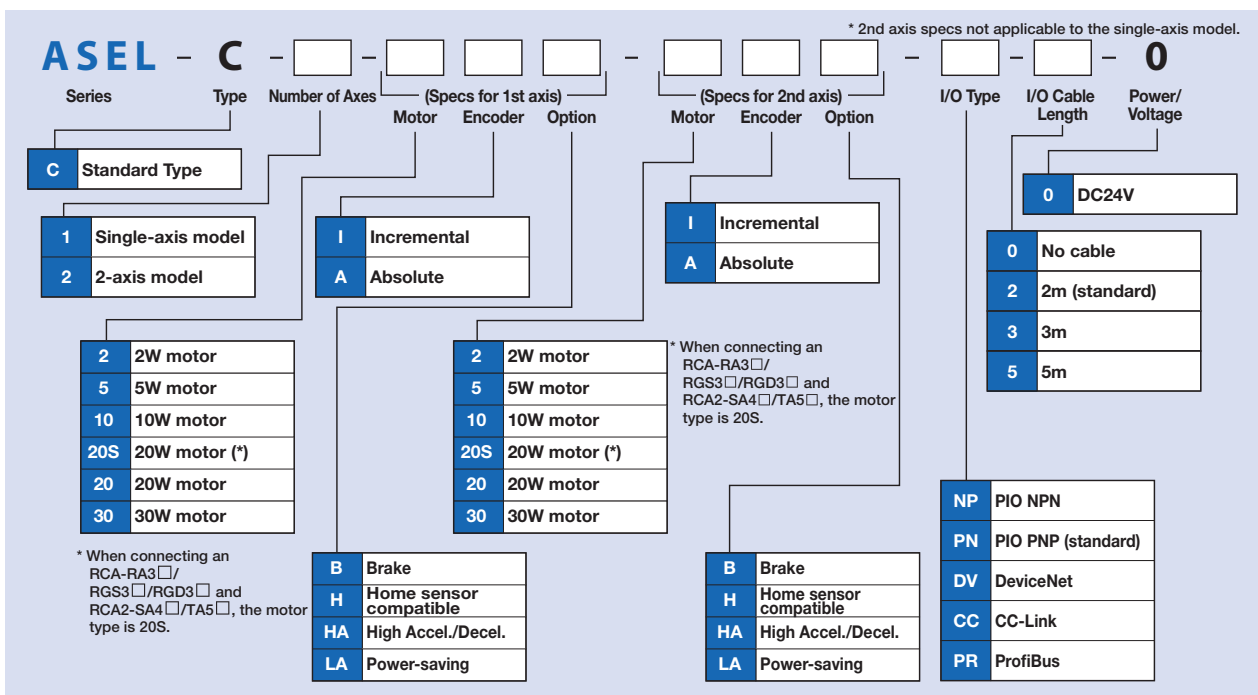 * 2nd axis specs not applicable to the single-axis model.
ASEL - C - □ - □ □ □ - □ □ □ - □ - □ - 0
Series Type Number of Axes (Specs for 1st axis) (Specs for 2nd axis) I/O Type I/O Cable Length Power/ Voltage
Motor Encoder Option Motor Encoder Option
C Standard Type
1 Single-axis model
2 2-axis model
I Incremental
A Absolute
I Incremental
A Absolute
0 DC24V
0 No cable
2 2m (standard)
3 3m
5 5m
2 2W motor
5 5W motor
10 10W motor
20S 20W motor (*)
20 20W motor
30 30W motor
* When connecting an
RCA-RA3□/
RGS3□/RGD3□ and
RCA2-SA4□/TA5□, the motor
type is 20S.
2 2W motor
5 5W motor
10 10W motor
20S 20W motor (*)
20 20W motor
30 30W motor
* When connecting an
RCA-RA3□/
RGS3□/RGD3□ and
RCA2-SA4□/TA5□, the motor
type is 20S.
B Brake
H Home sensor
compatible
HA High Accel./Decel.
LA Power-saving
B Brake
H Home sensor
compatible
HA High Accel./Decel.
LA Power-saving
NP PIO NPN
PN PIO PNP (standard)
DV DeviceNet
CC CC-Link
PR ProfiBus